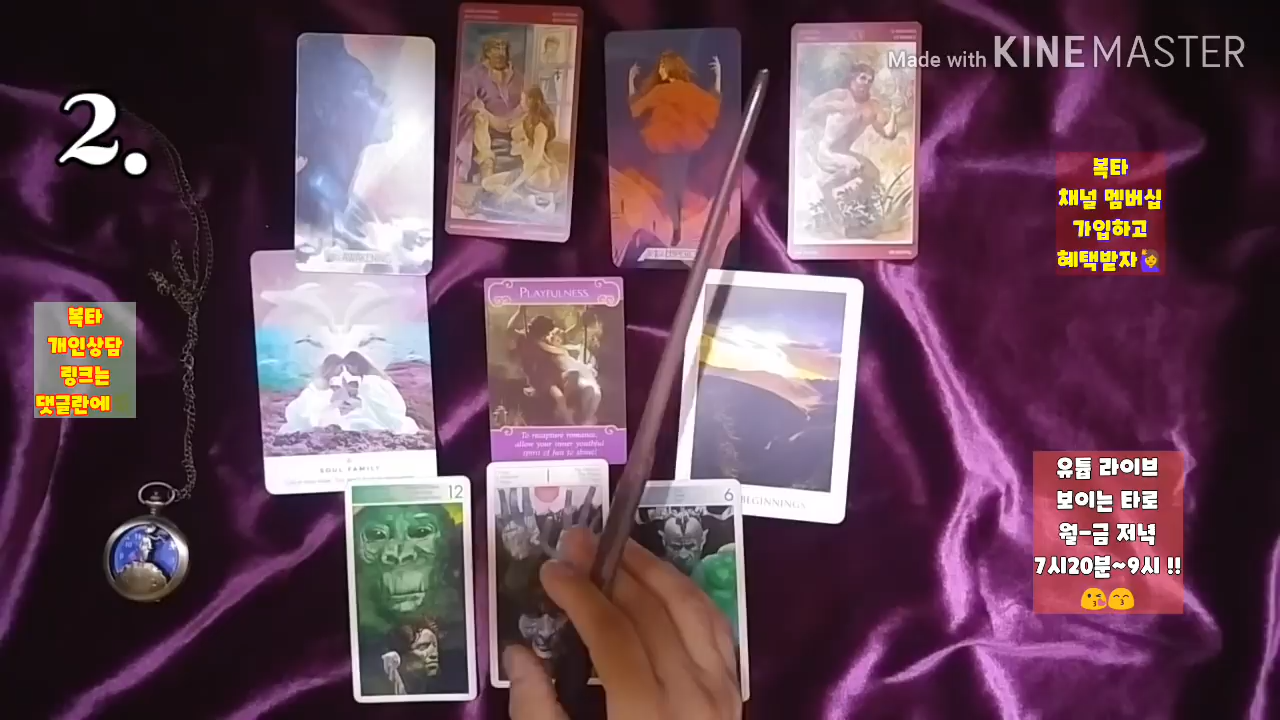 Made with KINEMASTER
2.
복타
채널 멤버십
가입하고
혜택받자🙋
복타
개인상담
링크는
댓글란에
PLAYFULNESS
To recapture romance,
allow your inner youthful
spirit of fun to shine!
SOUL FAMILY
BEGINNINGS
12
6
유튭 라이브
보이는 타로
월-금 저녁
7시20분~9시 !!
😘😙